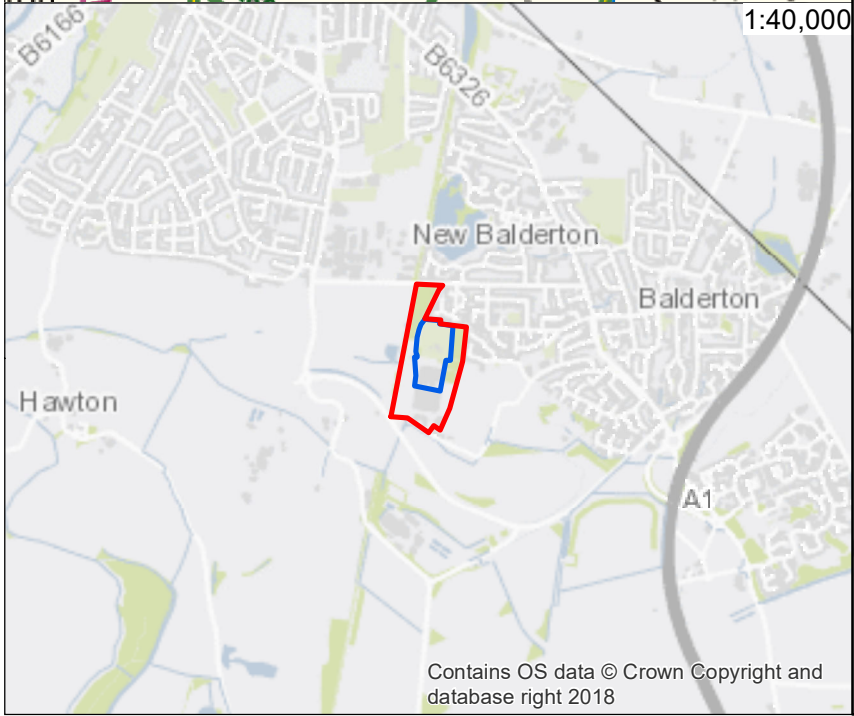 1:40,000
B6166
B6326
New Balderton
Balderton
Hawton
A1
Contains OS data © Crown Copyright and
database right 2018